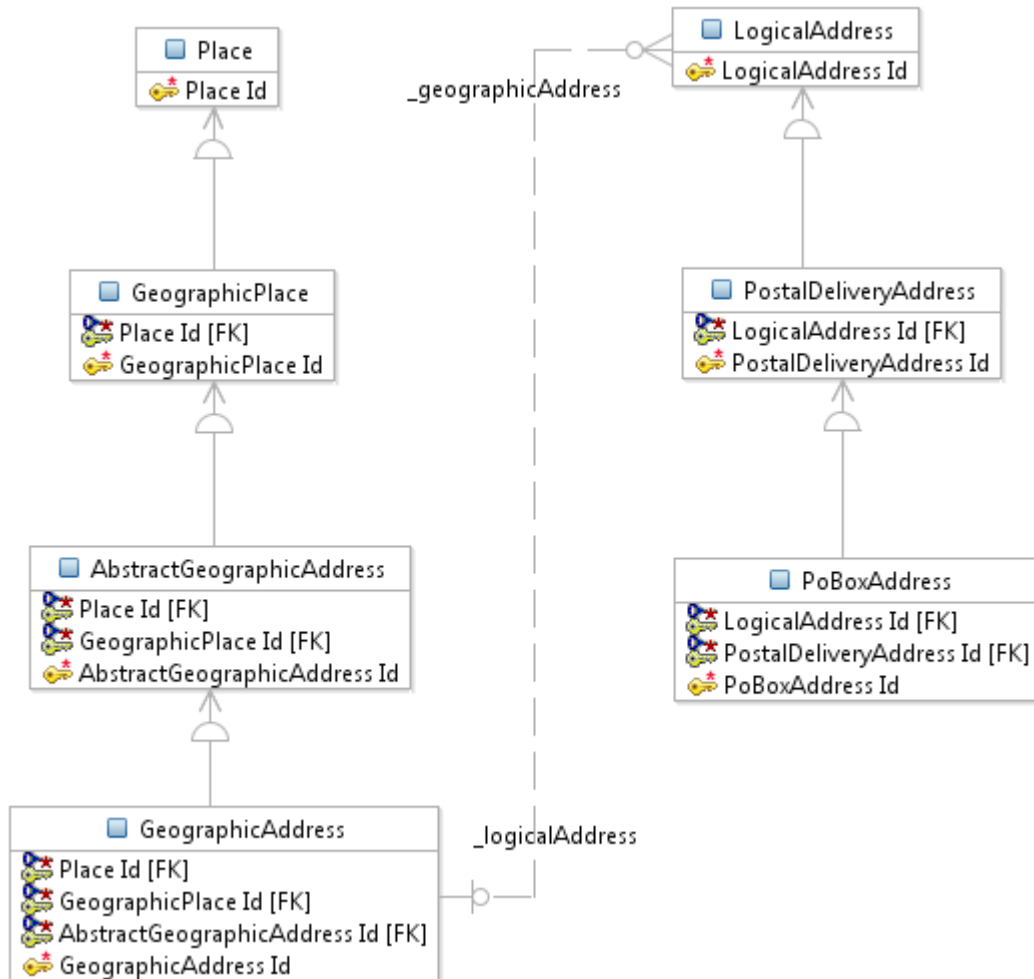 Place
Place Id
GeographicPlace
Place Id [FK]
GeographicPlace Id
AbstractGeographicAddress
Place Id [FK]
GeographicPlace Id [FK]
AbstractGeographicAddress Id
GeographicAddress
Place Id [FK]
GeographicPlace Id [FK]
AbstractGeographicAddress Id [FK]
GeographicAddress Id
_geographicAddress
_logicalAddress
LogicalAddress
LogicalAddress Id
PostalDeliveryAddress
LogicalAddress Id [FK]
PostalDeliveryAddress Id
PoBoxAddress
LogicalAddress Id [FK]
PostalDeliveryAddress Id [FK]
PoBoxAddress Id